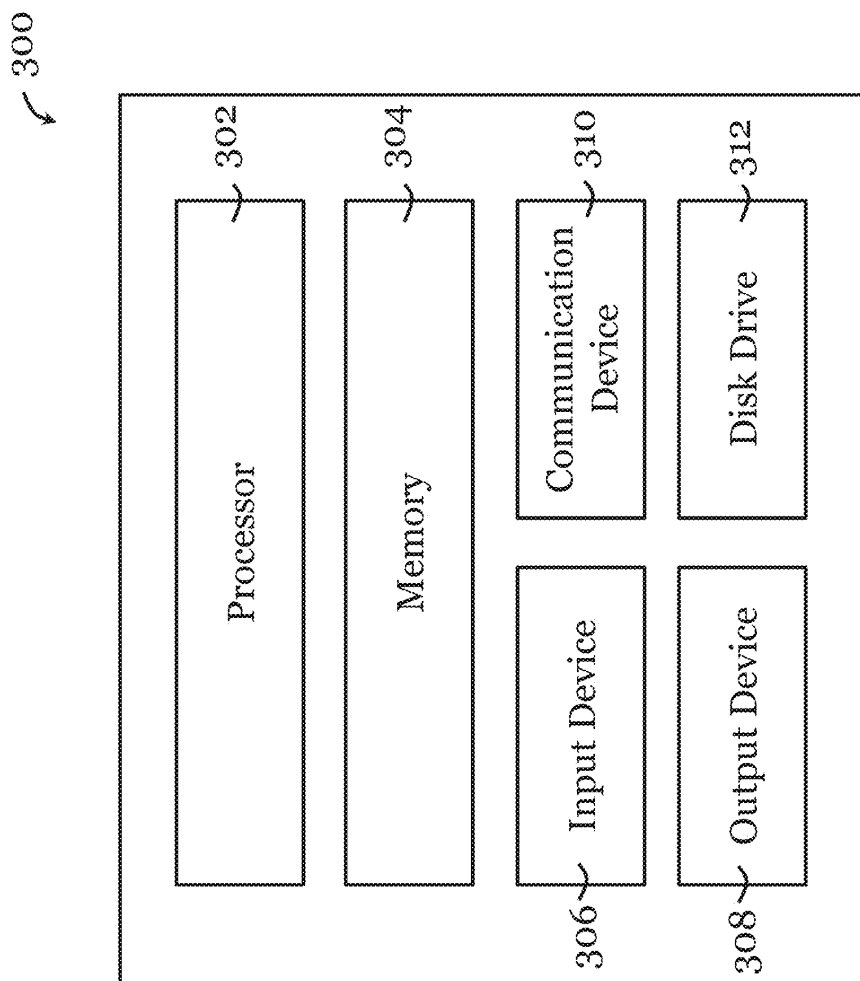 300
Processor
302
Memory
304
306
Input Device
Communication
Device
310
308
Output Device
Disk Drive
312